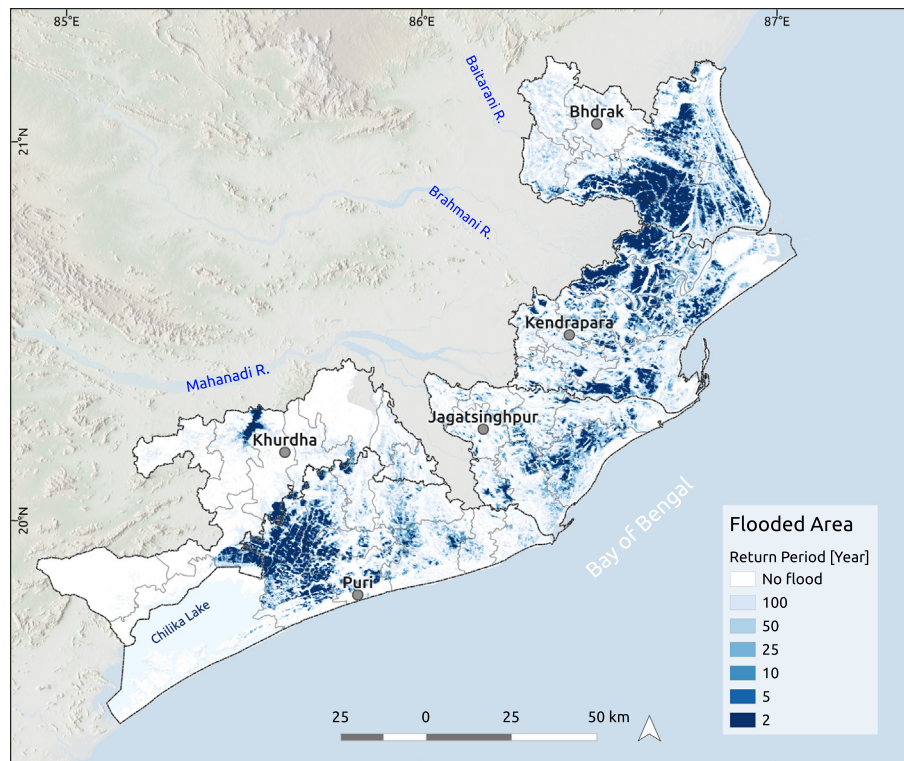 85°E
86°E
87°E
21°N
20°N
Baitarani R.
Bhdrak
Brahmani R.
Kendrapara
Mahanadi R.
Jagatsinghpur
Khurdha
Bay of Bengal
Puri
Chilika Lake
Flooded Area
Return Period [Year]
No flood
100
50
25
10
5
2
25 0 25 50 km